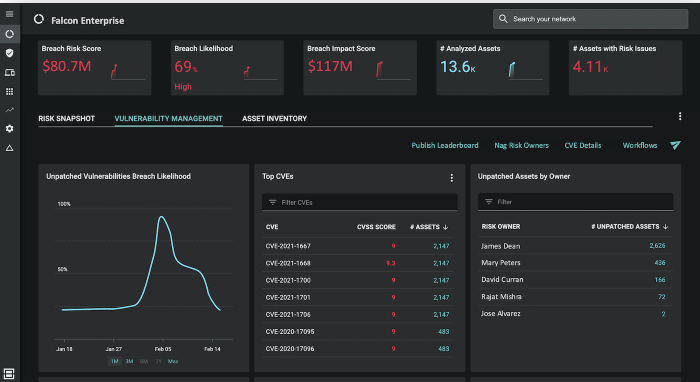 Falcon Enterprise
Search your network
Breach Risk Score
$80.7M
Breach Likelihood
69%
High
Breach Impact Score
$117M
# Analyzed Assets
13.6K
# Assets with Risk Issues
4.11K
RISK SNAPSHOT
VULNERABILITY MANAGEMENT
ASSET INVENTORY
Publish Leaderboard
Nag Risk Owners
CVE Details
Workflows
Unpatched Vulnerabilities Breach Likelihood
100%
50%
Jan 18 Jan 27 Feb 05 Feb 14
1M 3M 6M 1Y Max
Top CVEs
Filter CVEs
CVE CVSS SCORE # ASSETS
CVE-2021-1667 9 2,147
CVE-2021-1668 9.3 2,147
CVE-2021-1700 9 2,147
CVE-2021-1701 9 2,147
CVE-2021-1706 9 2,147
CVE-2020-17095 9 483
CVE-2020-17096 9 483
Unpatched Assets by Owner
Filter
RISK OWNER # UNPATCHED ASSETS
James Dean 2,626
Mary Peters 436
David Curran 166
Rajat Mishra 72
Jose Alvarez 2